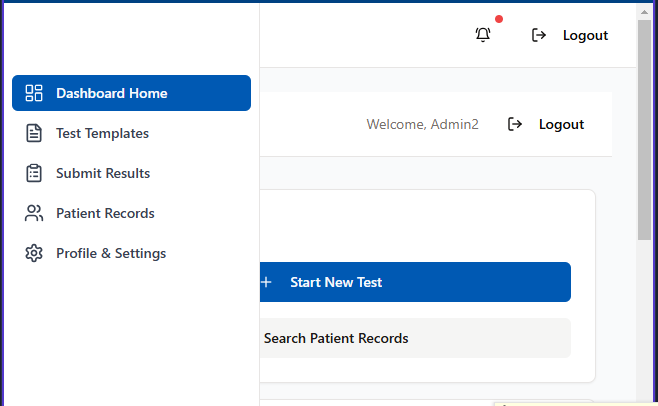 Logout
Dashboard Home
Welcome, Admin2
Logout
Test Templates
Submit Results
Patient Records
Profile & Settings
Start New Test
Search Patient Records